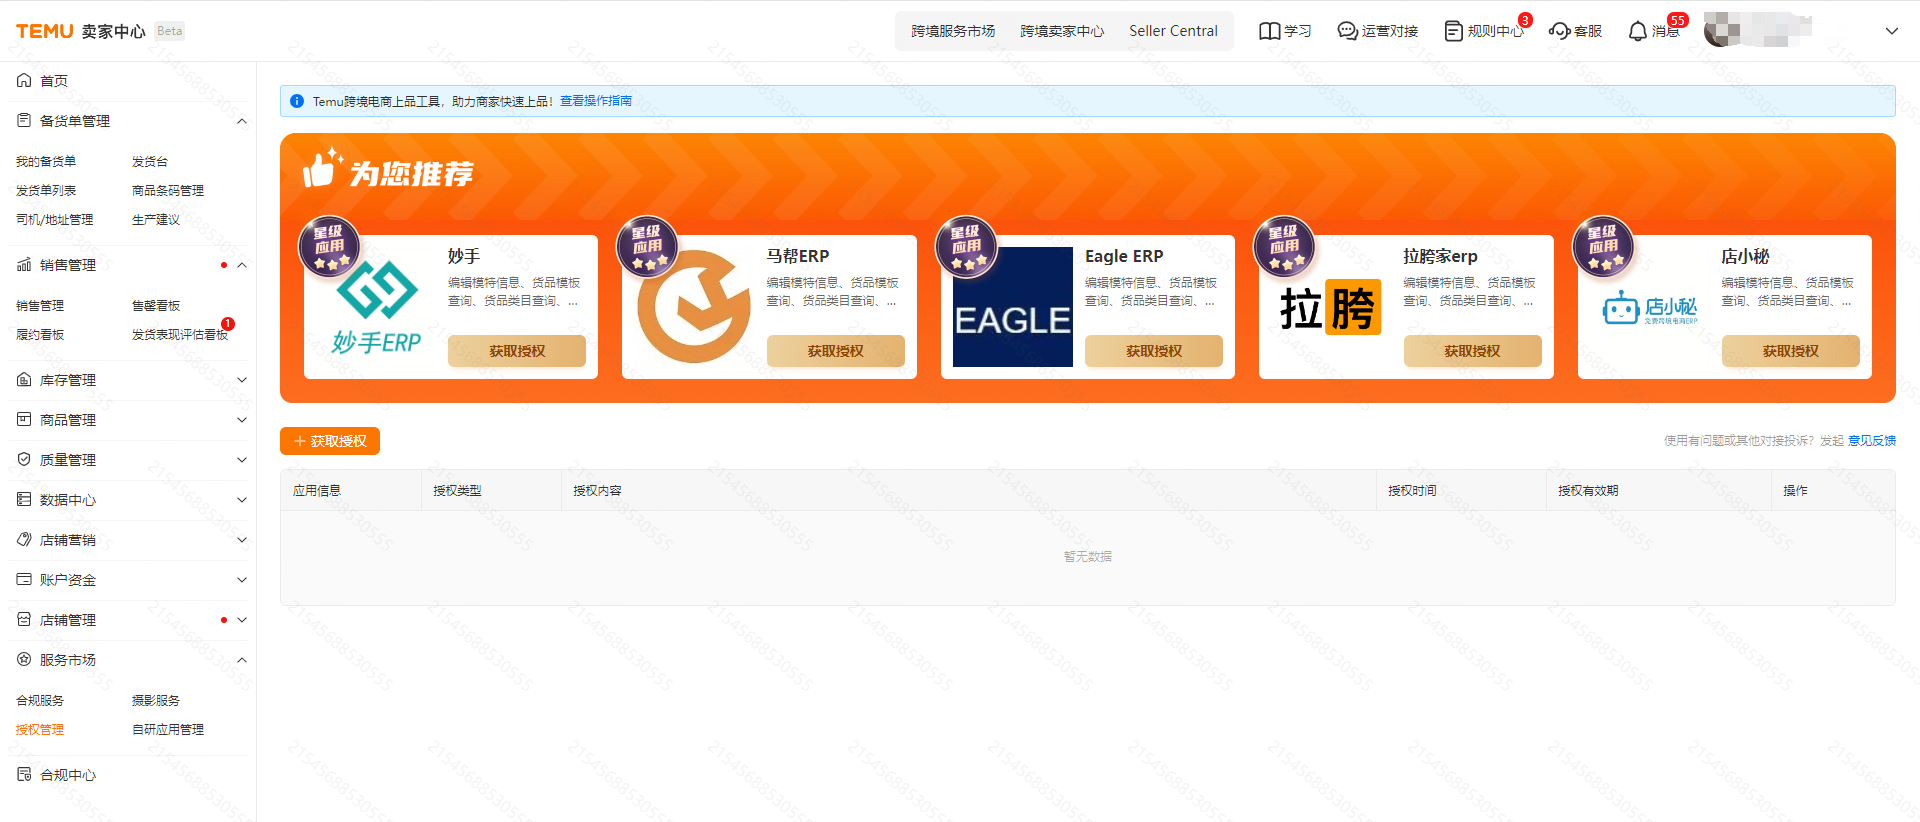 TEMU 卖家中心 Beta
跨境服务市场 跨境卖家中心 Seller Central
学习 运营对接 规则中心 3 客服 消息 55
首页
备货单管理
我的备货单 发货台
发货单列表 商品条码管理
司机/地址管理 生产建议
销售管理
销售管理 售罄看板
履约看板 发货表现评估看板 1
库存管理
商品管理
质量管理
数据中心
店铺营销
账户资金
店铺管理
服务市场
合规服务 摄影服务
授权管理 自研应用管理
合规中心
Temu跨境电商上品工具，助力商家快速上品！查看操作指南
为您推荐
星级应用
妙手ERP
妙手
编辑模特信息、货品模板
查询、货品类目查询、...
获取授权
星级应用
马帮ERP
编辑模特信息、货品模板
查询、货品类目查询、...
获取授权
星级应用
EAGLE
Eagle ERP
编辑模特信息、货品模板
查询、货品类目查询、...
获取授权
星级应用
拉胯
拉胯家erp
编辑模特信息、货品模板
查询、货品类目查询、...
获取授权
星级应用
店小秘
免费跨境电商ERP
店小秘
编辑模特信息、货品模板
查询、货品类目查询、...
获取授权
+ 获取授权
使用有问题或其他对接投诉？发起 意见反馈
应用信息 授权类型 授权内容 授权时间 授权有效期 操作
暂无数据
21545688530555